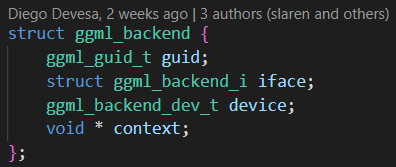 Diego Devesa, 2 weeks ago | 3 authors (slaren and others)
struct ggml_backend {
    ggml_guid_t guid;
    struct ggml_backend_i iface;
    ggml_backend_dev_t device;
    void * context;
};